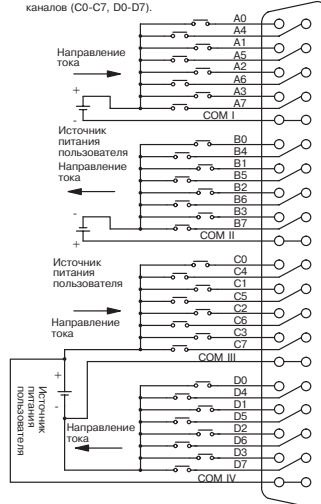 каналов (C0-C7, D0-D7).
A0
A4
A1
Направление
тока
A5
A2
A6
A3
+
A7
-
COM I
Источник
питания
пользователя
B0
B4
Направление
тока
B1
B5
B2
B6
B3
-
B7
+
COM II
Источник
питания
пользователя
C0
C4
C1
C5
C2
Направление
тока
C6
C3
C7
COM III
Источник
питания
пользователя
+
-
D0
D4
D1
Направление
тока
D5
D2
D6
D3
D7
COM IV